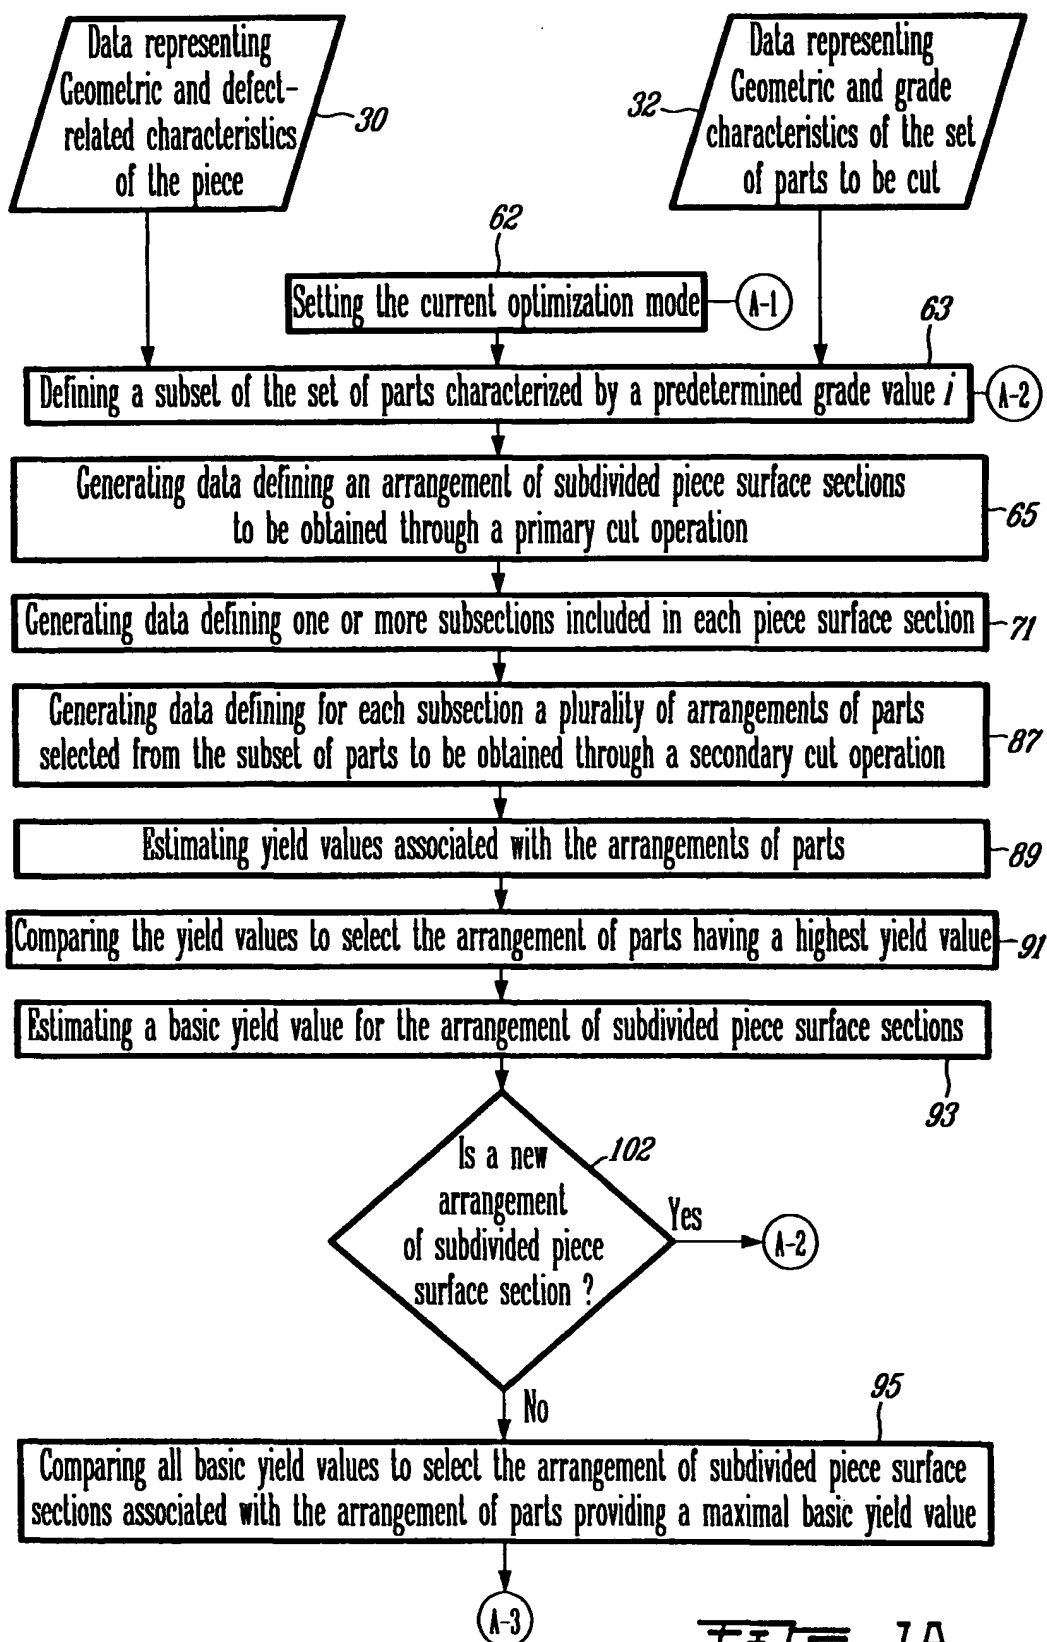 Data representing
Geometric and defect-
related characteristics
of the piece
30
Data representing
Geometric and grade
characteristics of the set
of parts to be cut
32
62
Setting the current optimization mode
A-1
63
Defining a subset of the set of parts characterized by a predetermined grade value i
A-2
Generating data defining an arrangement of subdivided piece surface sections
to be obtained through a primary cut operation
65
Generating data defining one or more subsections included in each piece surface section
71
Generating data defining for each subsection a plurality of arrangements of parts
selected from the subset of parts to be obtained through a secondary cut operation
87
Estimating yield values associated with the arrangements of parts
89
Comparing the yield values to select the arrangement of parts having a highest yield value
91
Estimating a basic yield value for the arrangement of subdivided piece surface sections
93
Is a new
arrangement
of subdivided piece
surface section ?
102
Yes
A-2
No
95
Comparing all basic yield values to select the arrangement of subdivided piece surface
sections associated with the arrangement of parts providing a maximal basic yield value
A-3